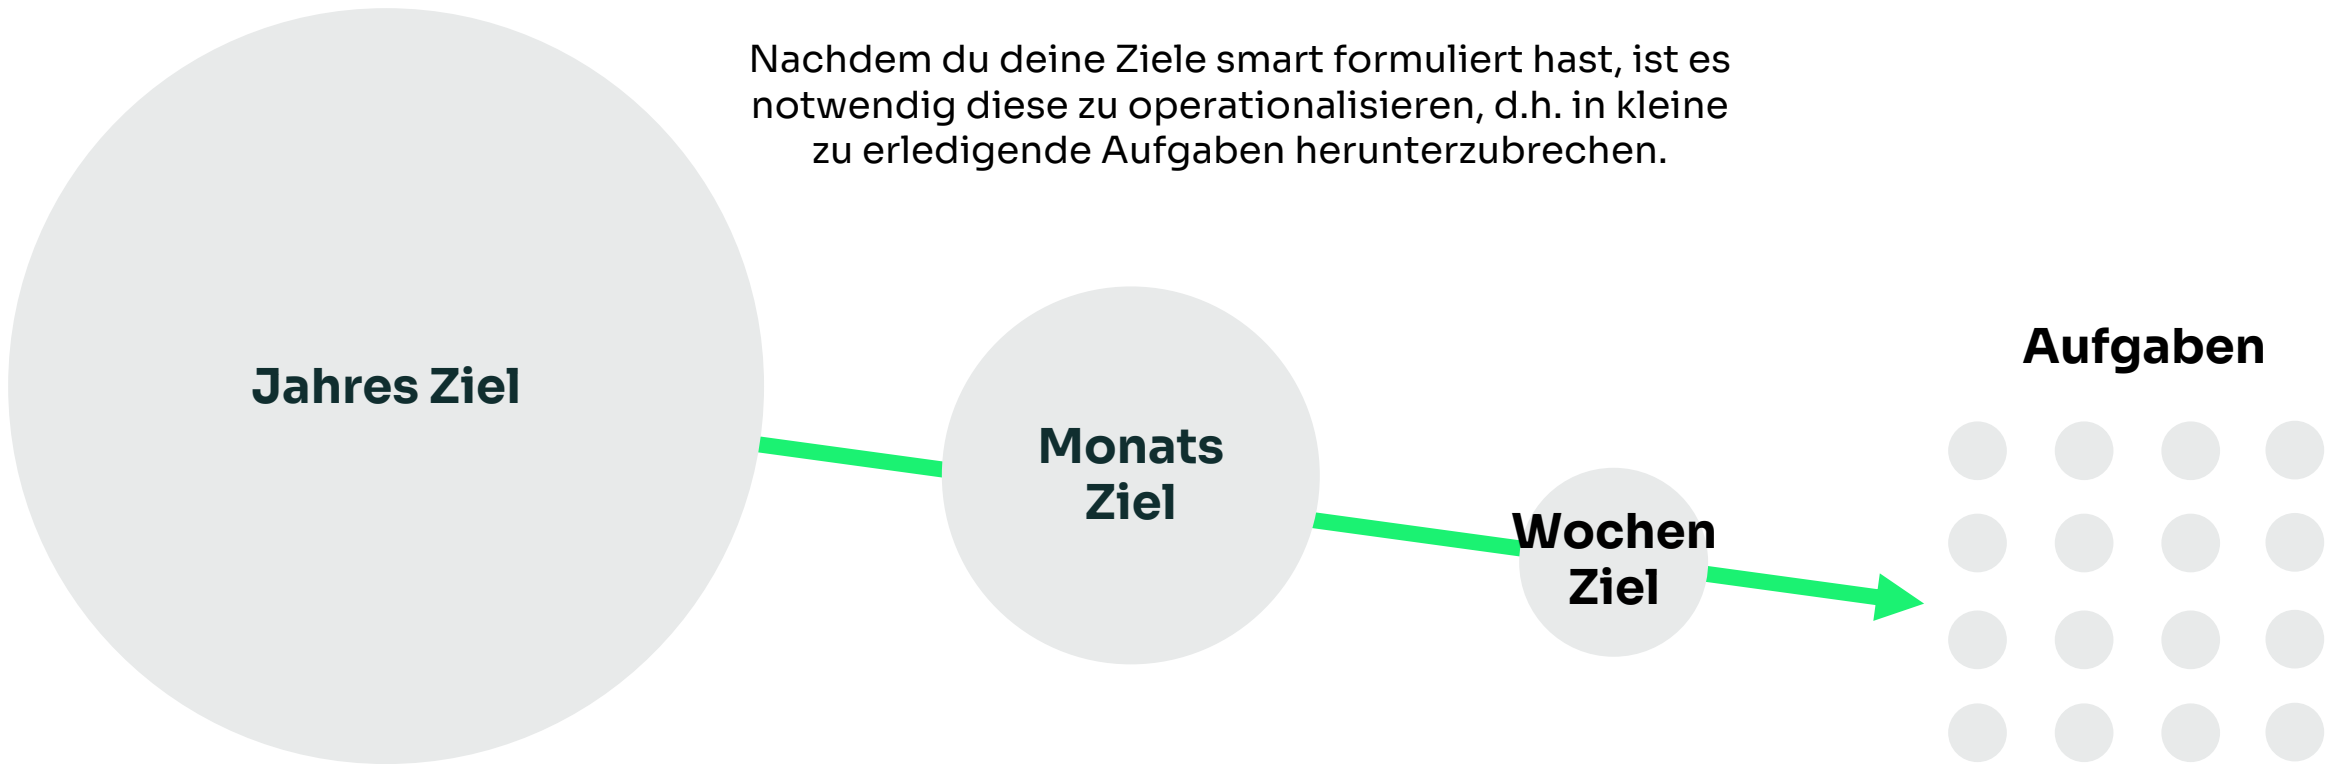 Nachdem du deine Ziele smart formuliert hast, ist es
notwendig diese zu operationalisieren, d.h. in kleine
zu erledigende Aufgaben herunterzubrechen.
Jahres Ziel
Monats
Ziel
Wochen
Ziel
Aufgaben